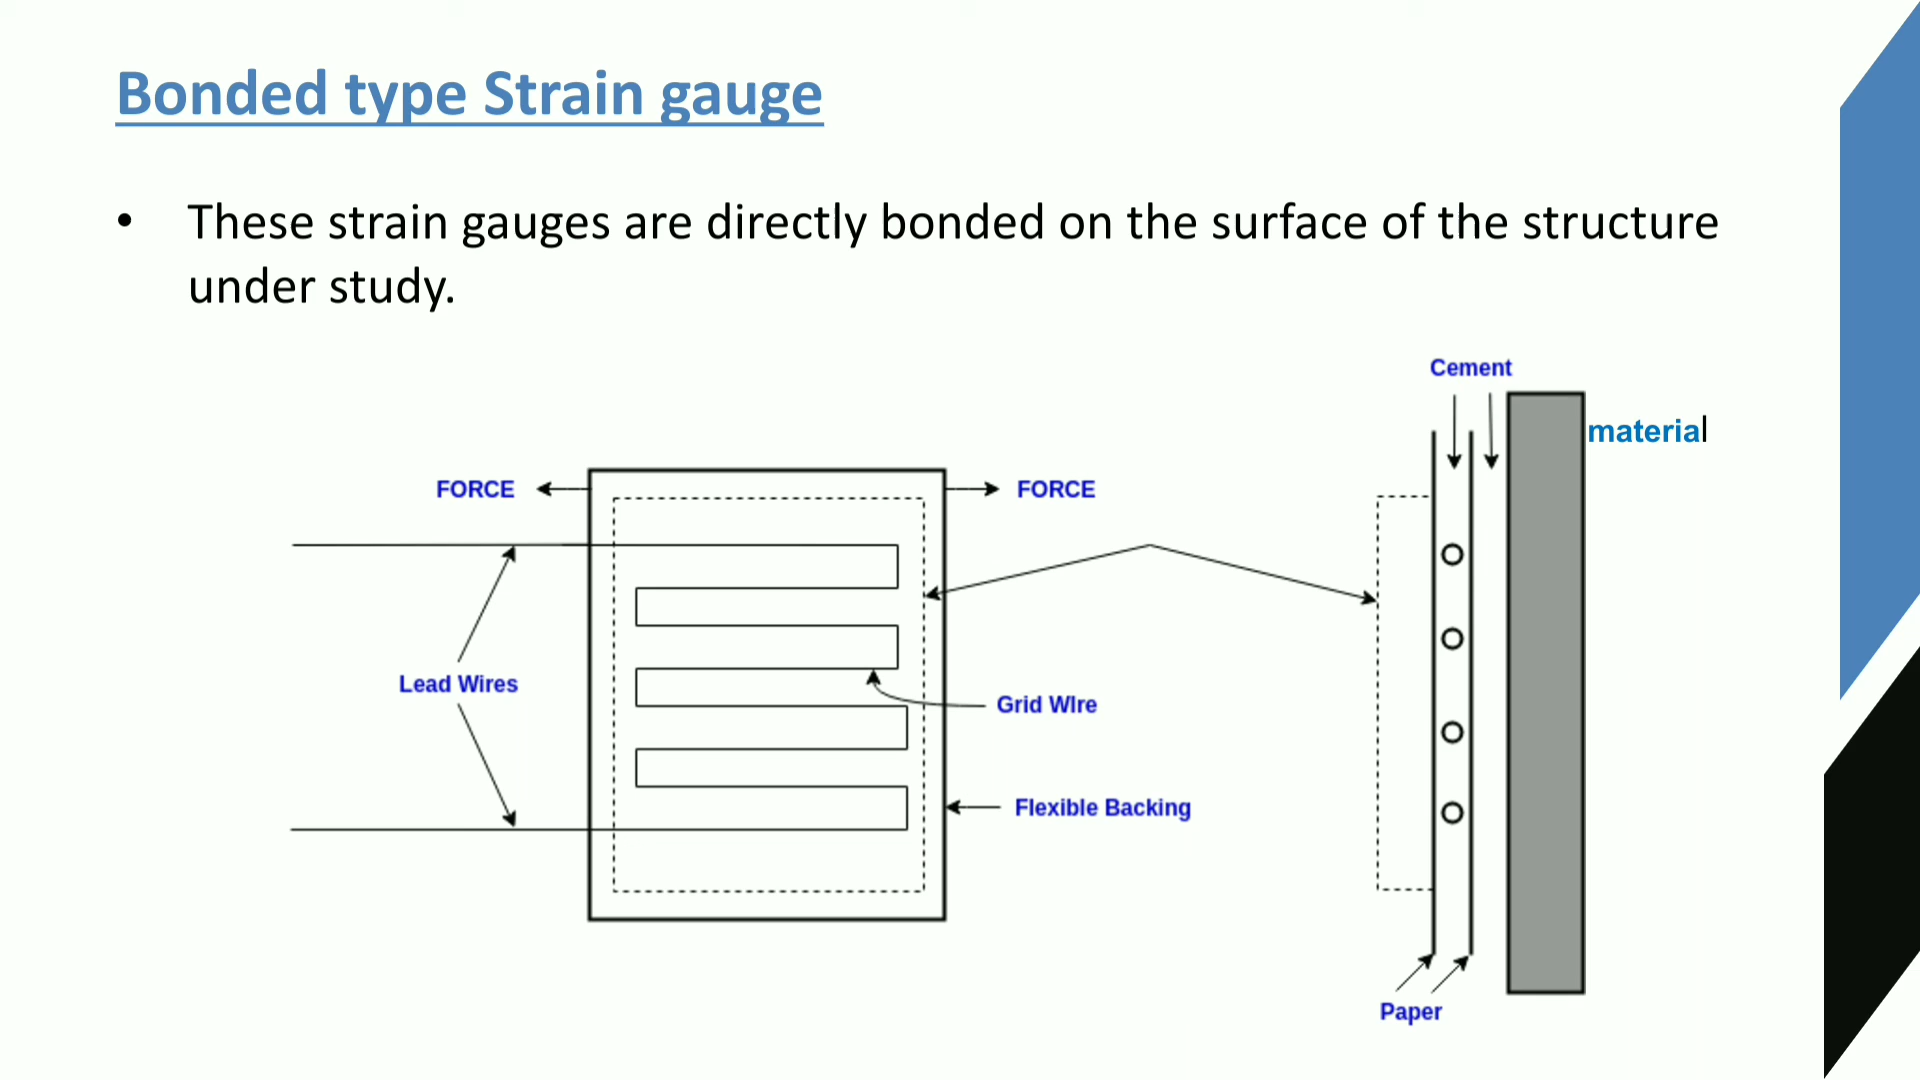 Bonded type Strain gauge
• These strain gauges are directly bonded on the surface of the structure
under study.
Cement
material
FORCE
FORCE
Lead Wires
Grid WIre
Flexible Backing
Paper